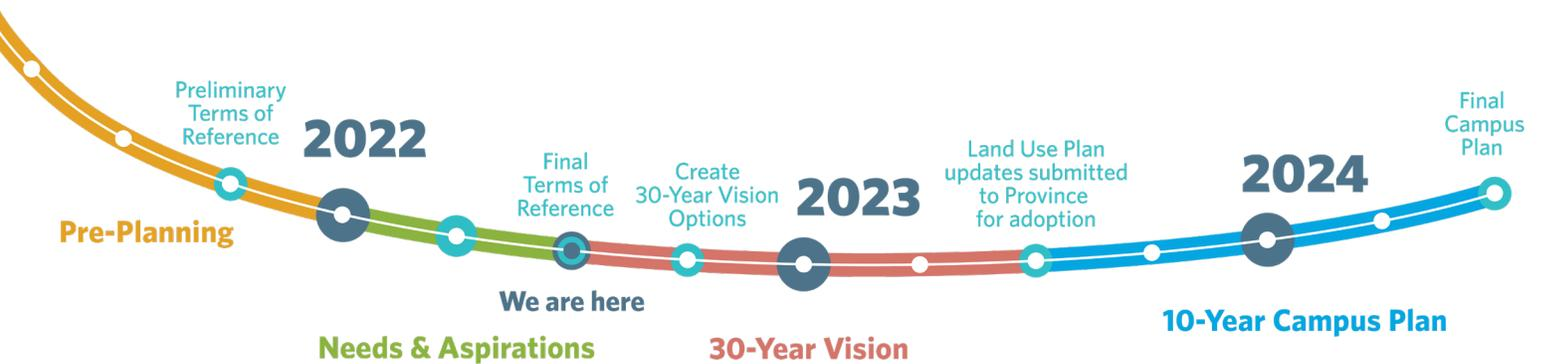 Preliminary
Terms of
Reference
2022
Final
Terms of
Reference
Create
30-Year Vision
Options
2023
Land Use Plan
updates submitted
to Province
for adoption
2024
Final
Campus
Plan
Pre-Planning
We are here
Needs & Aspirations
30-Year Vision
10-Year Campus Plan